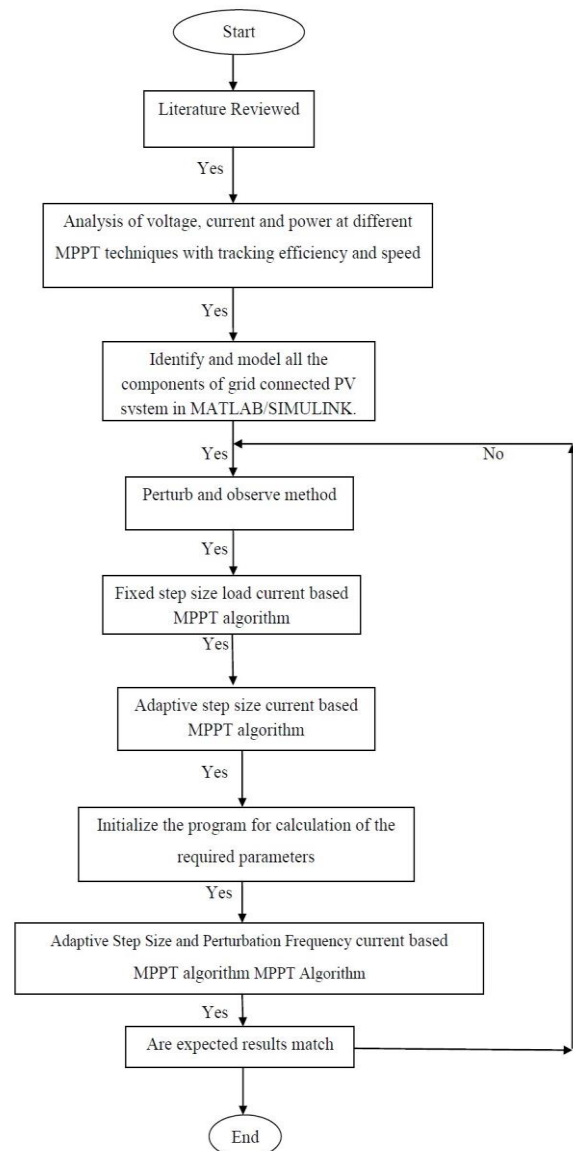 Start
Literature Reviewed
Yes
Analysis of voltage, current and power at different
MPPT techniques with tracking efficiency and speed
Yes
Identify and model all the
components of grid connected PV
system in MATLAB/SIMULINK.
Yes
No
Perturb and observe method
Yes
Fixed step size load current based
MPPT algorithm
Yes
Adaptive step size current based
MPPT algorithm
Yes
Initialize the program for calculation of the
required parameters
Yes
Adaptive Step Size and Perturbation Frequency current based
MPPT algorithm MPPT Algorithm
Yes
Are expected results match
End